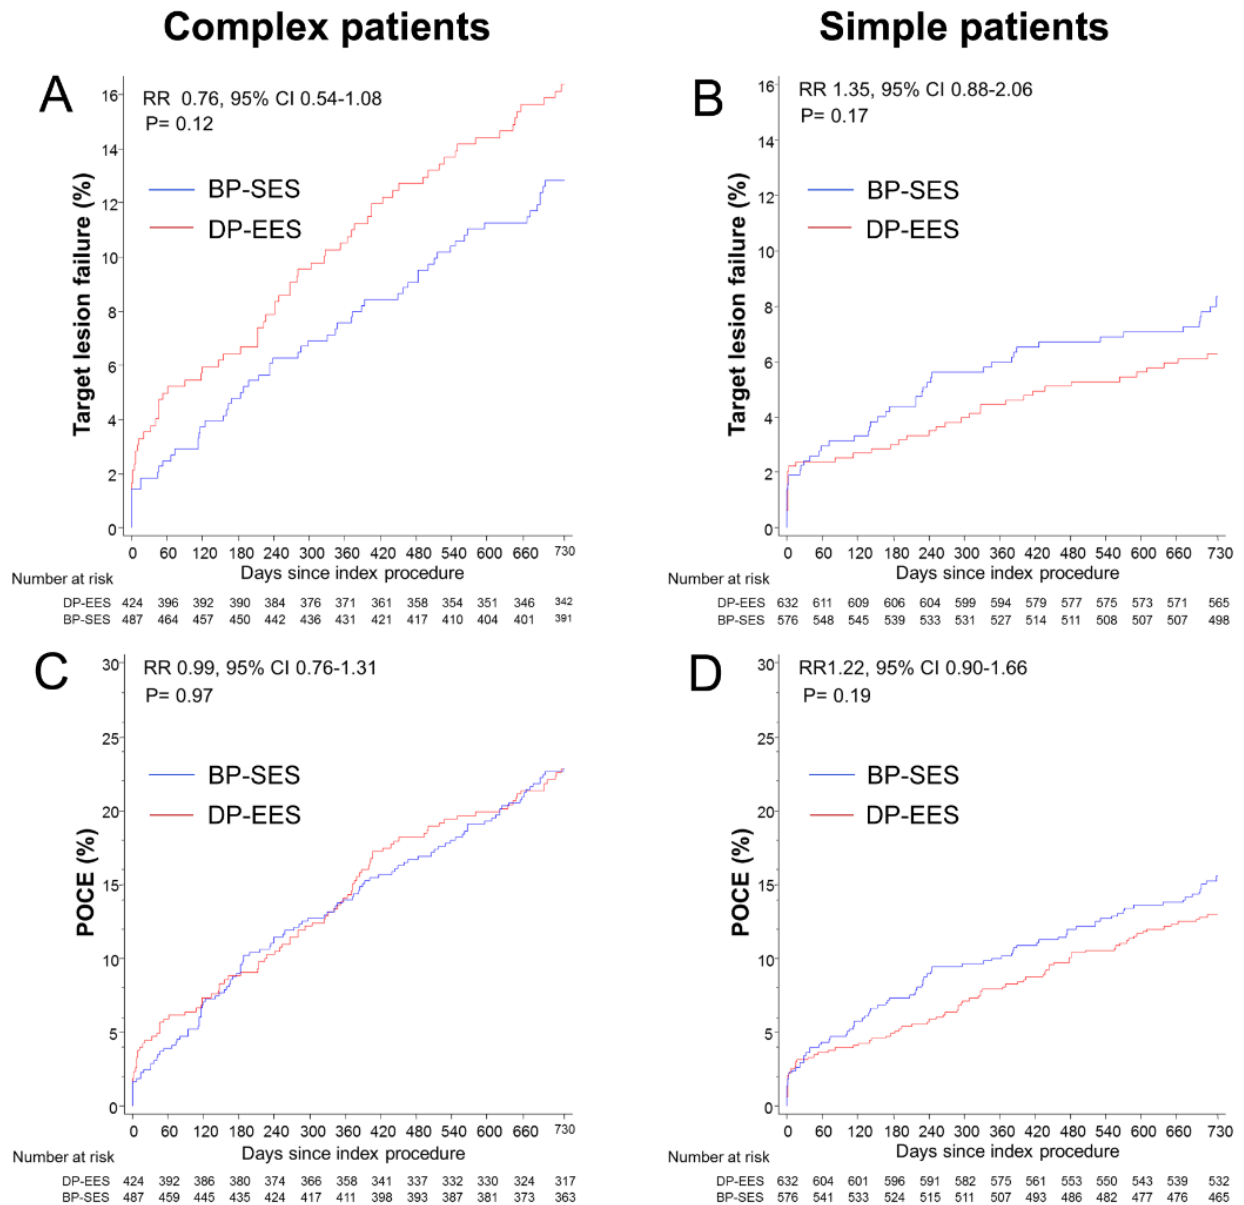 Complex patients
Simple patients
A
RR 0.76, 95% CI 0.54-1.08
P= 0.12
BP-SES
DP-EES
Target lesion failure (%)
16
14
12
10
8
6
4
2
0
0 60 120 180 240 300 360 420 480 540 600 660 730
Days since index procedure
Number at risk
DP-EES 424 396 392 390 384 376 371 361 358 354 351 346 342
BP-SES 487 464 457 450 442 436 431 421 417 410 404 401 391
B
RR 1.35, 95% CI 0.88-2.06
P= 0.17
BP-SES
DP-EES
Target lesion failure (%)
16
14
12
10
8
6
4
2
0
0 60 120 180 240 300 360 420 480 540 600 660 730
Days since index procedure
Number at risk
DP-EES 632 611 609 606 604 599 594 579 577 575 573 571 565
BP-SES 576 548 545 539 533 531 527 514 511 508 507 507 498
C
RR 0.99, 95% CI 0.76-1.31
P= 0.97
BP-SES
DP-EES
POCE (%)
30
25
20
15
10
5
0
0 60 120 180 240 300 360 420 480 540 600 660 730
Days since index procedure
Number at risk
DP-EES 424 392 386 380 374 366 358 341 337 332 330 324 317
BP-SES 487 459 445 435 424 417 411 398 393 387 381 373 363
D
RR1.22, 95% CI 0.90-1.66
P= 0.19
BP-SES
DP-EES
POCE (%)
30
25
20
15
10
5
0
0 60 120 180 240 300 360 420 480 540 600 660 730
Days since index procedure
Number at risk
DP-EES 632 604 601 596 591 582 575 561 553 550 543 539 532
BP-SES 576 541 533 524 515 511 507 493 486 482 477 476 465